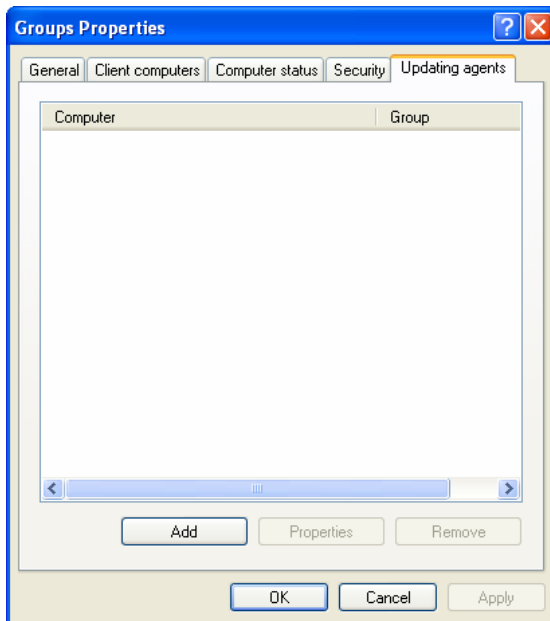 Groups Properties
General Client computers Computer status Security Updating agents
Computer Group
Add Properties Remove
OK Cancel Apply